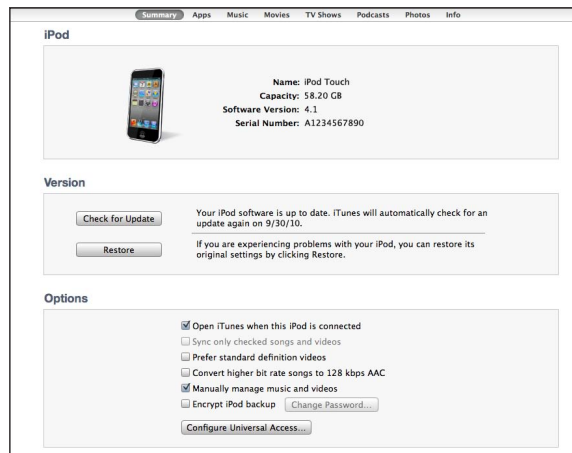 Summary Apps Music Movies TV Shows Podcasts Photos Info
iPod
Name: iPod Touch
Capacity: 58.20 GB
Software Version: 4.1
Serial Number: A1234567890
Version
Check for Update
Your iPod software is up to date. iTunes will automatically check for an
update again on 9/30/10.
Restore
If you are experiencing problems with your iPod, you can restore its
original settings by clicking Restore.
Options
Open iTunes when this iPod is connected
Sync only checked songs and videos
Prefer standard definition videos
Convert higher bit rate songs to 128 kbps AAC
Manually manage music and videos
Encrypt iPod backup Change Password...
Configure Universal Access...